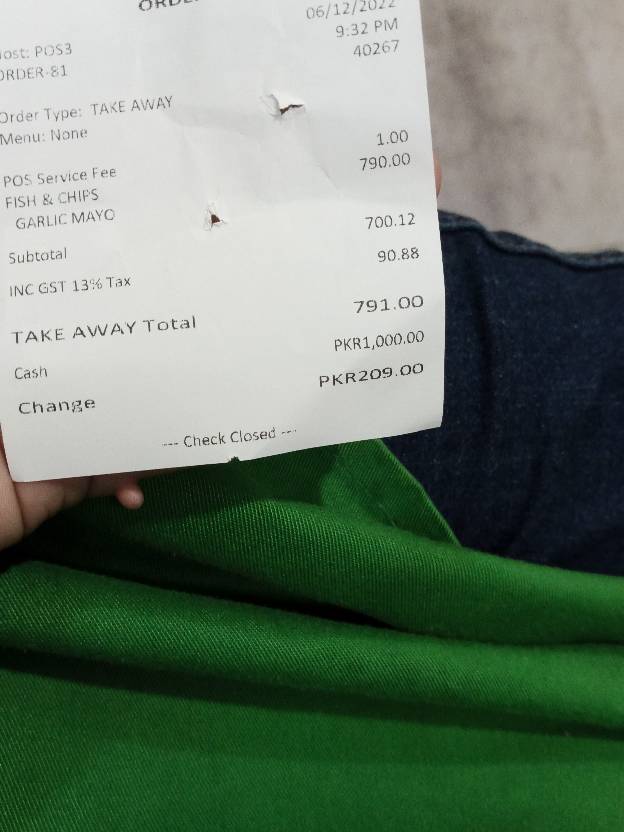 06/12/2022
9:32 PM
POS3 40267
ORDER-81
Order Type: TAKE AWAY
Menu: None
POS Service Fee 1.00
FISH & CHIPS 790.00
GARLIC MAYO
Subtotal 700.12
INC GST 13% Tax 90.88
TAKE AWAY Total 791.00
Cash PKR1,000.00
Change PKR209.00
--- Check Closed ---